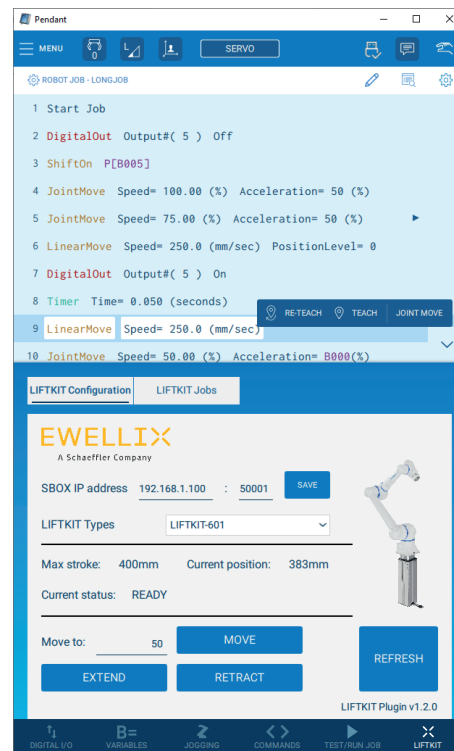 Pendant
MENU 0 SERVO
ROBOT JOB - LONGJOB
1 Start Job
2 DigitalOut Output#( 5 ) Off
3 ShiftOn P[B005]
4 JointMove Speed= 100.00 (%) Acceleration= 50 (%)
5 JointMove Speed= 75.00 (%) Acceleration= 50 (%)
6 LinearMove Speed= 250.0 (mm/sec) PositionLevel= 0
7 DigitalOut Output#( 5 ) On
8 Timer Time= 0.050 (seconds)
RE-TEACH TEACH JOINT MOVE
9 LinearMove Speed= 250.0 (mm/sec)
10 JointMove Speed= 50.00 (%) Acceleration= B000(%)
LIFTKIT Configuration LIFTKIT Jobs
EWELLIX
A Schaeffler Company
SBOX IP address 192.168.1.100 : 50001 SAVE
LIFTKIT Types LIFTKIT-601
Max stroke: 400mm Current position: 383mm
Current status: READY
Move to: 50 MOVE
EXTEND RETRACT REFRESH
LIFTKIT Plugin v1.2.0
B=
DIGITAL I/O VARIABLES JOGGING COMMANDS TEST/RUN JOB LIFTKIT